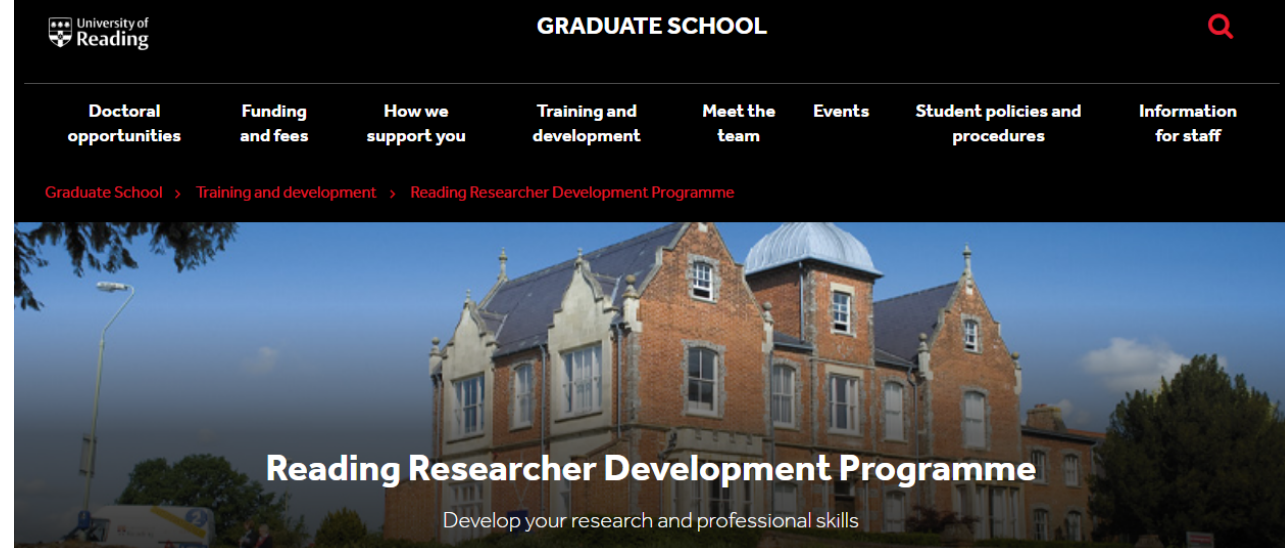 University of
Reading
GRADUATE SCHOOL
Doctoral
opportunities
Funding
and fees
How we
support you
Training and
development
Meet the
team
Events
Student policies and
procedures
Information
for staff
Graduate School > Training and development > Reading Researcher Development Programme
Reading Researcher Development Programme
Develop your research and professional skills